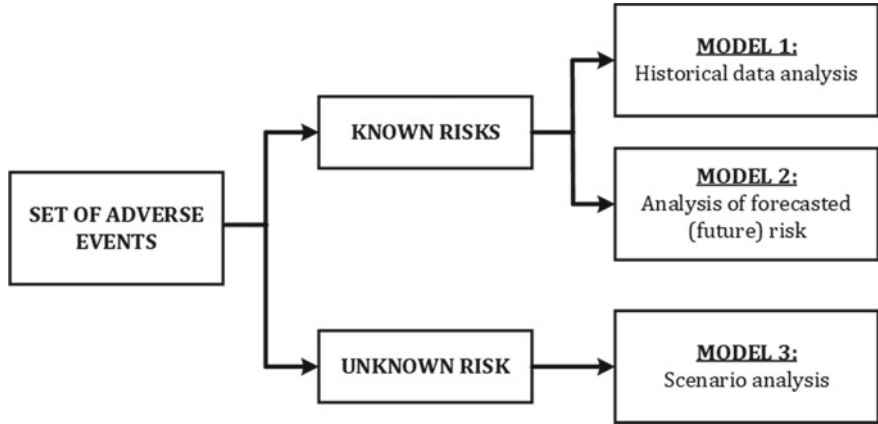 SET OF ADVERSE
EVENTS
KNOWN RISKS
UNKNOWN RISK
MODEL 1:
Historical data analysis
MODEL 2:
Analysis of forecasted
(future) risk
MODEL 3:
Scenario analysis